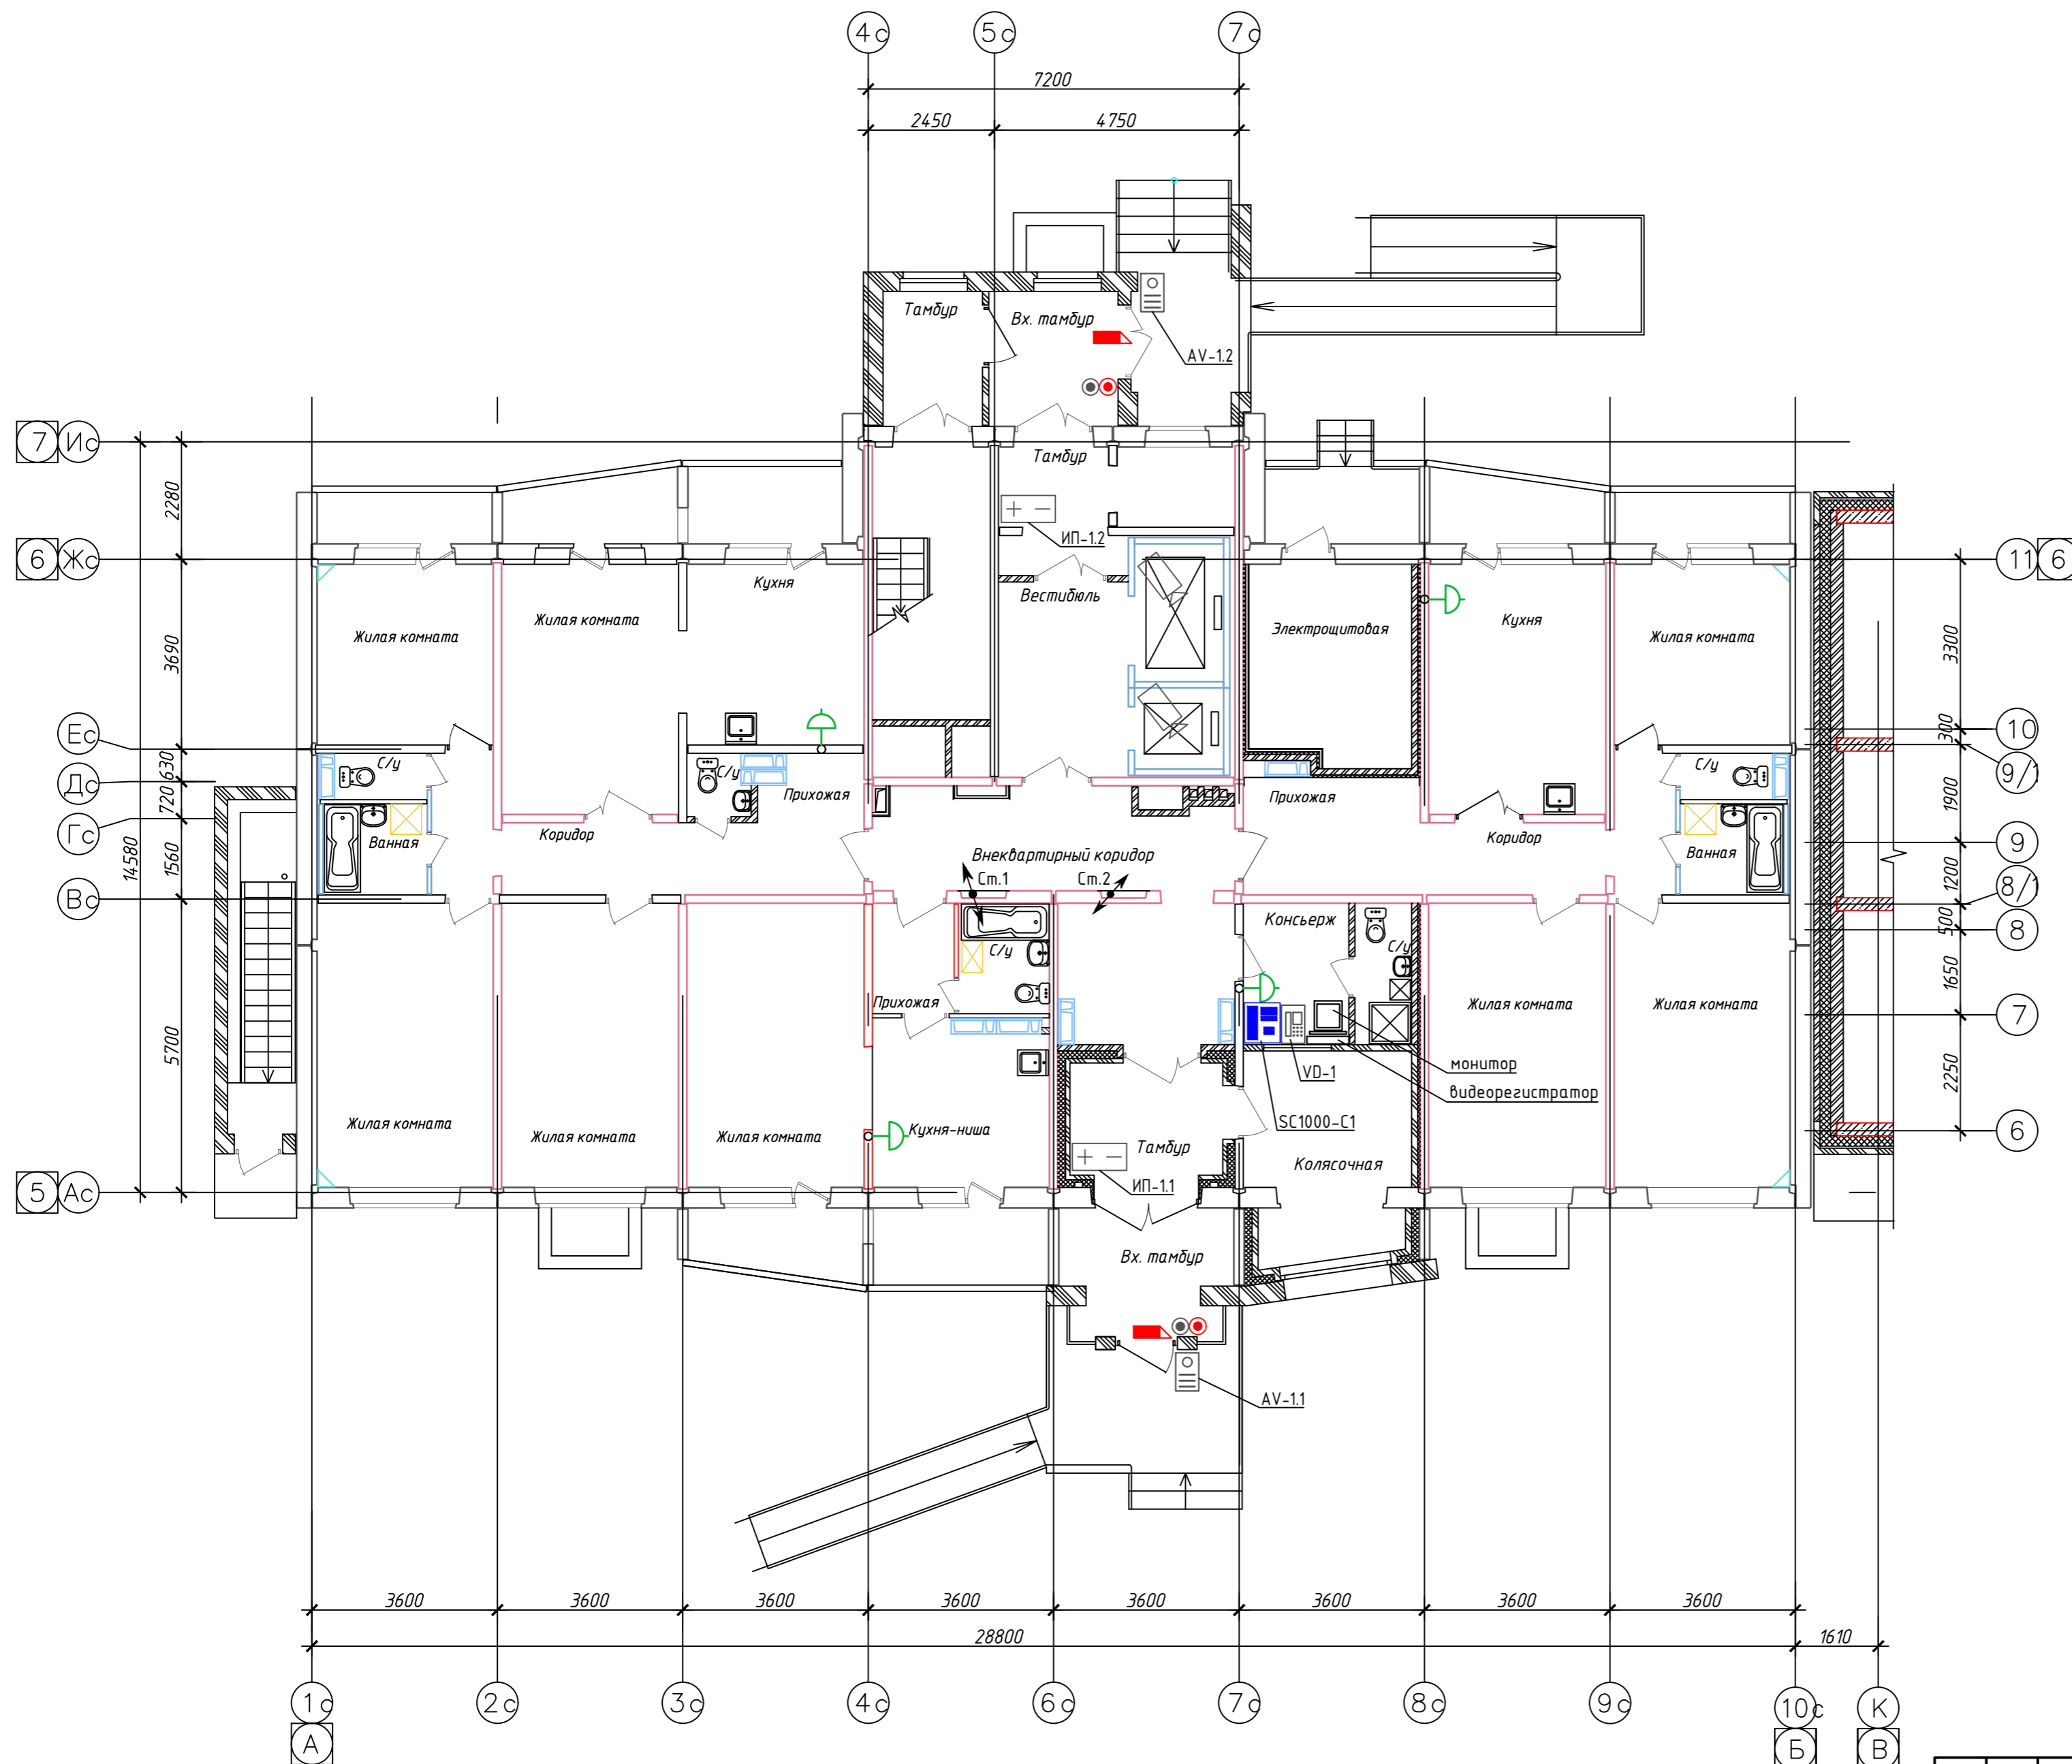 4с 5с 7с
7200
2450 4750
Тамбур
Вх. тамбур
AV-1.2
7 Ис
Тамбур
2280
ИП-1.2
6 Жс
11 6
Кухня
Вестибюль
Жилая комната
Жилая комната
Электрощитовая
Кухня
Жилая комната
3690
3300
Ес
10
300
С/у
С/у
С/у
630
9/1
Дс
Прихожая
Прихожая
720
1900
Гс
Коридор
Ванная
Коридор
Ванная
9
14580
1560
Внеквартирный коридор
Ст.1
Ст.2
1200
8/1
Вс
Консьерж
500
8
С/у
С/у
1650
Прихожая
Жилая комната
Жилая комната
7
5700
монитор
VD-1
видеорегистратор
2250
SC1000-C1
Жилая комната
Жилая комната
Жилая комната
Кухня-ниша
6
Тамбур
Колясочная
ИП-1.1
5 Ас
Вх. тамбур
AV-1.1
3600 3600 3600 3600 3600 3600 3600 3600
28800 1610
1с 2с 3с 4с 6с 7с 8с 9с 10с К
А Б В